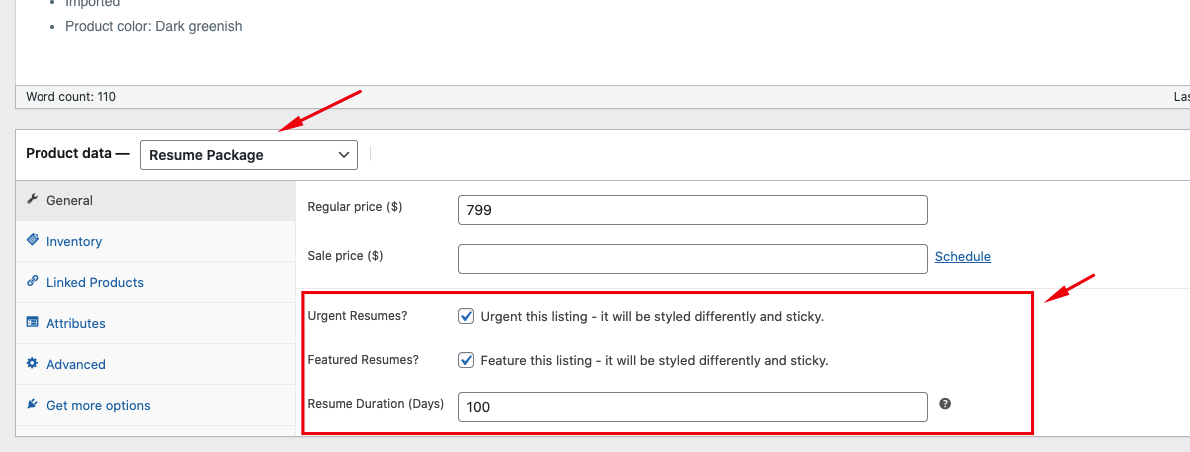 Imported
Product color: Dark greenish
Word count: 110
Las
Product data —
Resume Package
General
Inventory
Linked Products
Attributes
Advanced
Get more options
Regular price ($)
799
Sale price ($)
Schedule
Urgent Resumes?
Urgent this listing - it will be styled differently and sticky.
Featured Resumes?
Feature this listing - it will be styled differently and sticky.
Resume Duration (Days)
100
?